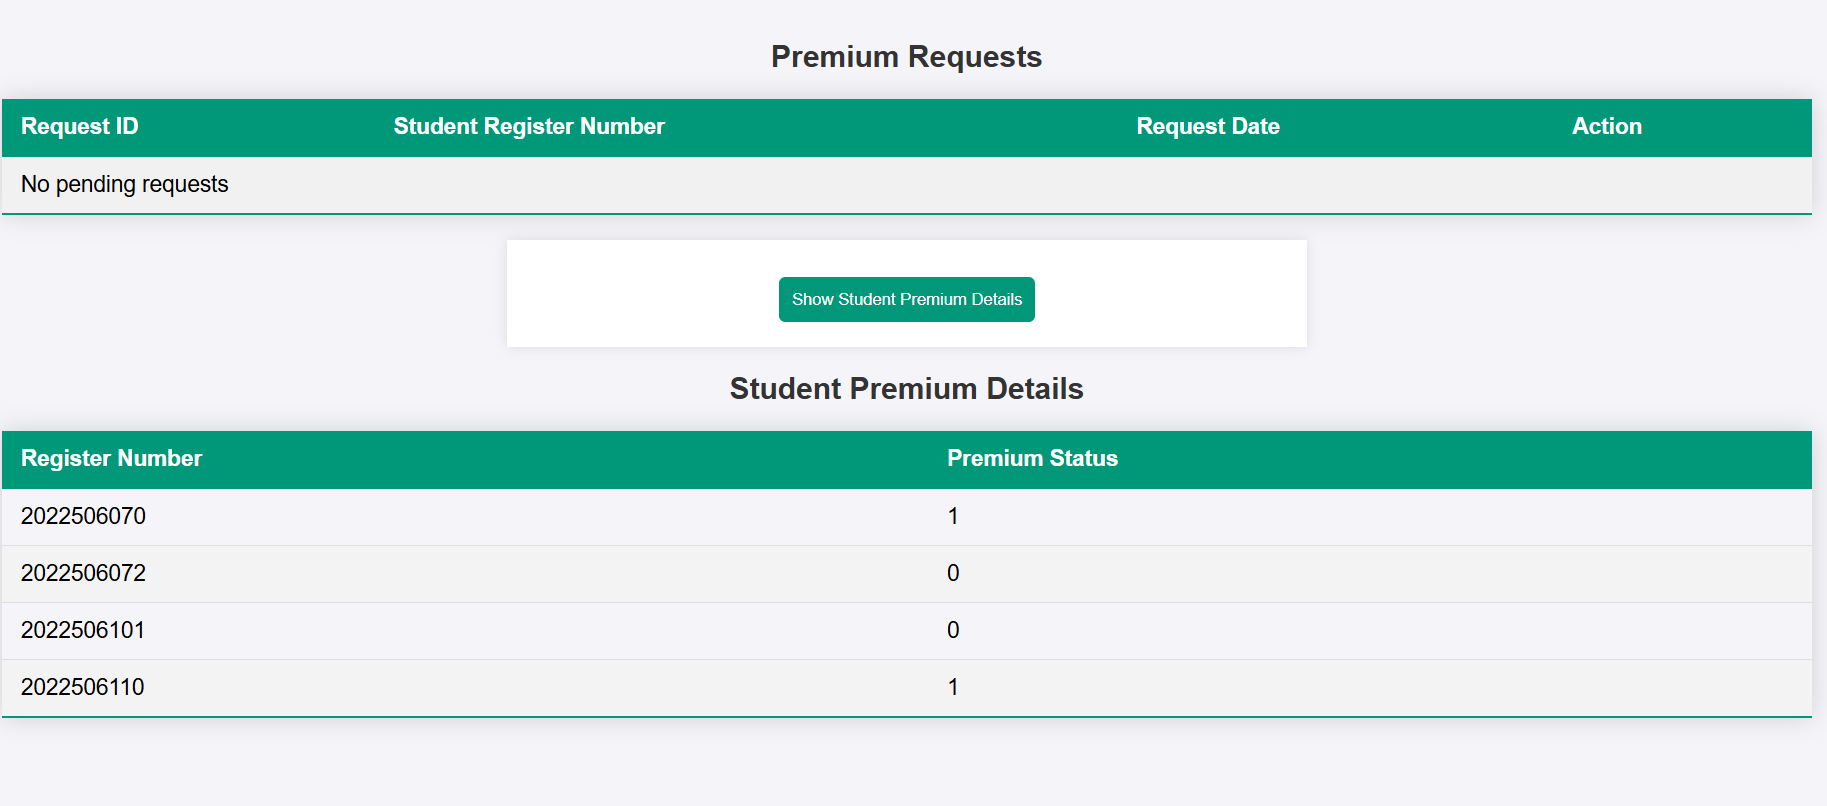 Premium Requests
Request ID Student Register Number Request Date Action
No pending requests
Show Student Premium Details
Student Premium Details
Register Number Premium Status
2022506070 1
2022506072 0
2022506101 0
2022506110 1